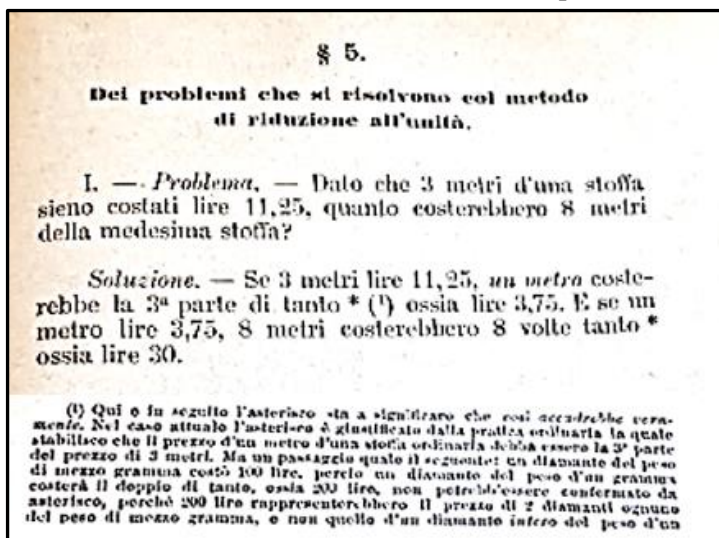 § 5.
Dei problemi che si risolvono col metodo
di riduzione all'unità.
I. — Problema. — Dato che 3 metri d'una stoffa
sieno costati lire 11,25, quanto costerebbero 8 metri
della medesima stoffa?
Soluzione. — Se 3 metri lire 11,25, un metro coste-
rebbe la 3ª parte di tanto * (¹) ossia lire 3,75. E se un
metro lire 3,75, 8 metri costerebbero 8 volte tanto *
ossia lire 30.
(¹) Qui e in seguito l'asterisco sta a significare che così accadrebbe vera-
mente. Nel caso attuale l'asterisco è giustificato dalla pratica ordinaria la quale
stabilisce che il prezzo d'un metro d'una stoffa ordinaria debba essere la 3ª parte
del prezzo di 3 metri. Ma un passaggio quale il seguente: un diamante del peso
di mezzo gramma costò 100 lire, perciò un diamante del peso d'un gramma
costerà il doppio di tanto, ossia 200 lire, non potrebb'essere confermato da
asterisco, perchè 200 lire rappresenterebbero il prezzo di 2 diamanti ognuno
del peso di mezzo gramma, e non quello d'un diamante intero del peso d'un